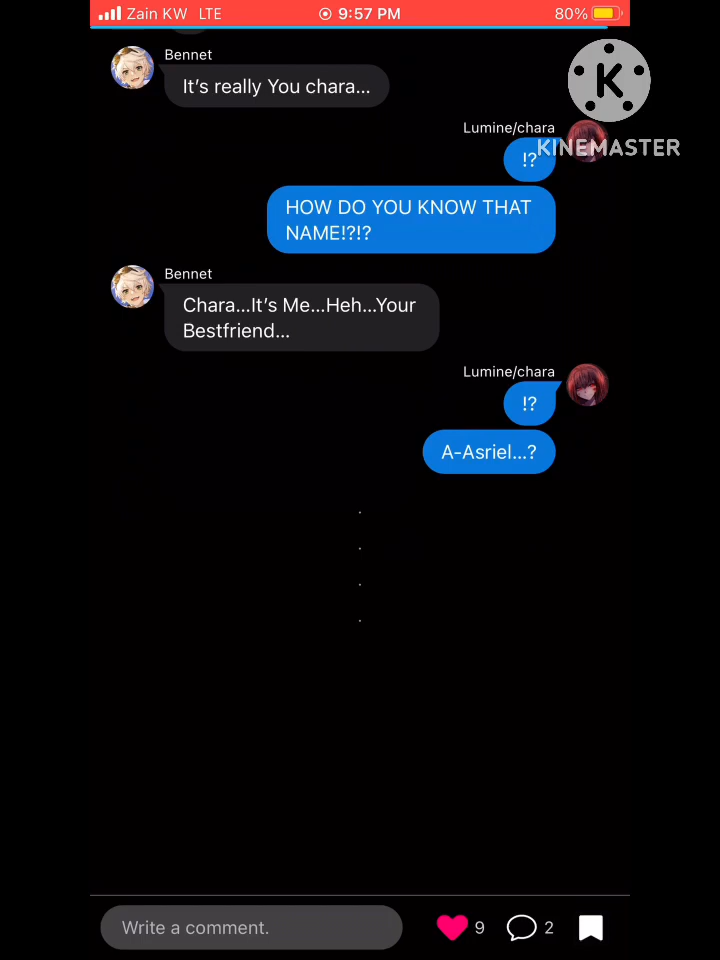 Zain KW LTE 9:57 PM 80%
Bennet
It's really You chara...
K
KINEMASTER
Lumine/chara
!?
HOW DO YOU KNOW THAT
NAME!?!?
Bennet
Chara...It's Me...Heh...Your
Bestfriend...
Lumine/chara
!?
A-Asriel...?
.
.
.
.
Write a comment.
9
2